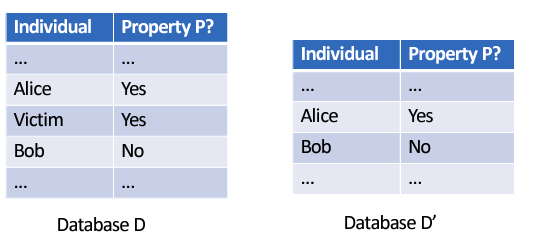 Individual Property P?
... ...
Alice Yes
Victim Yes
Bob No
... ...
Database D
Individual Property P?
... ...
Alice Yes
Bob No
... ...
Database D’